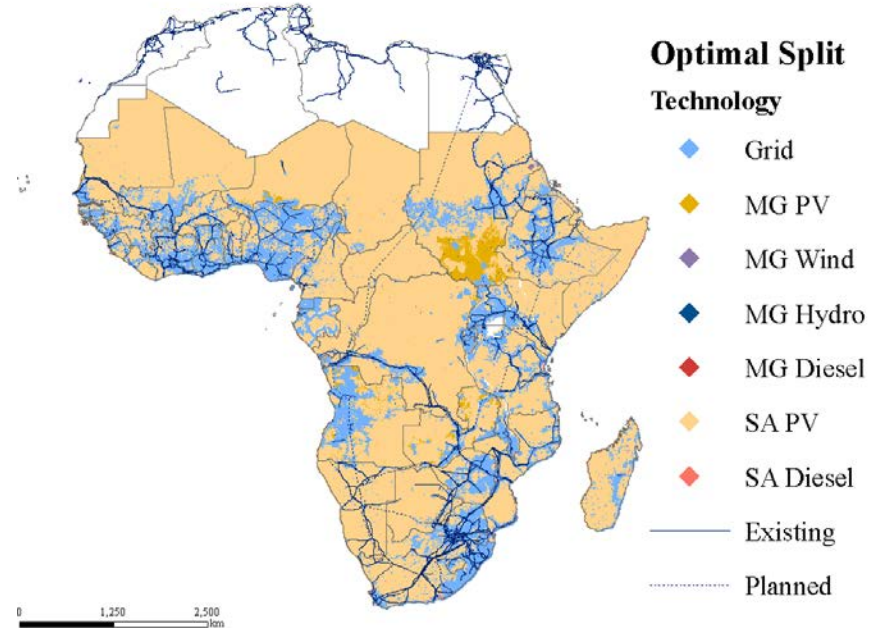 Optimal Split
Technology
Grid
MG PV
MG Wind
MG Hydro
MG Diesel
SA PV
SA Diesel
Existing
Planned
0 1,250 2,500
km